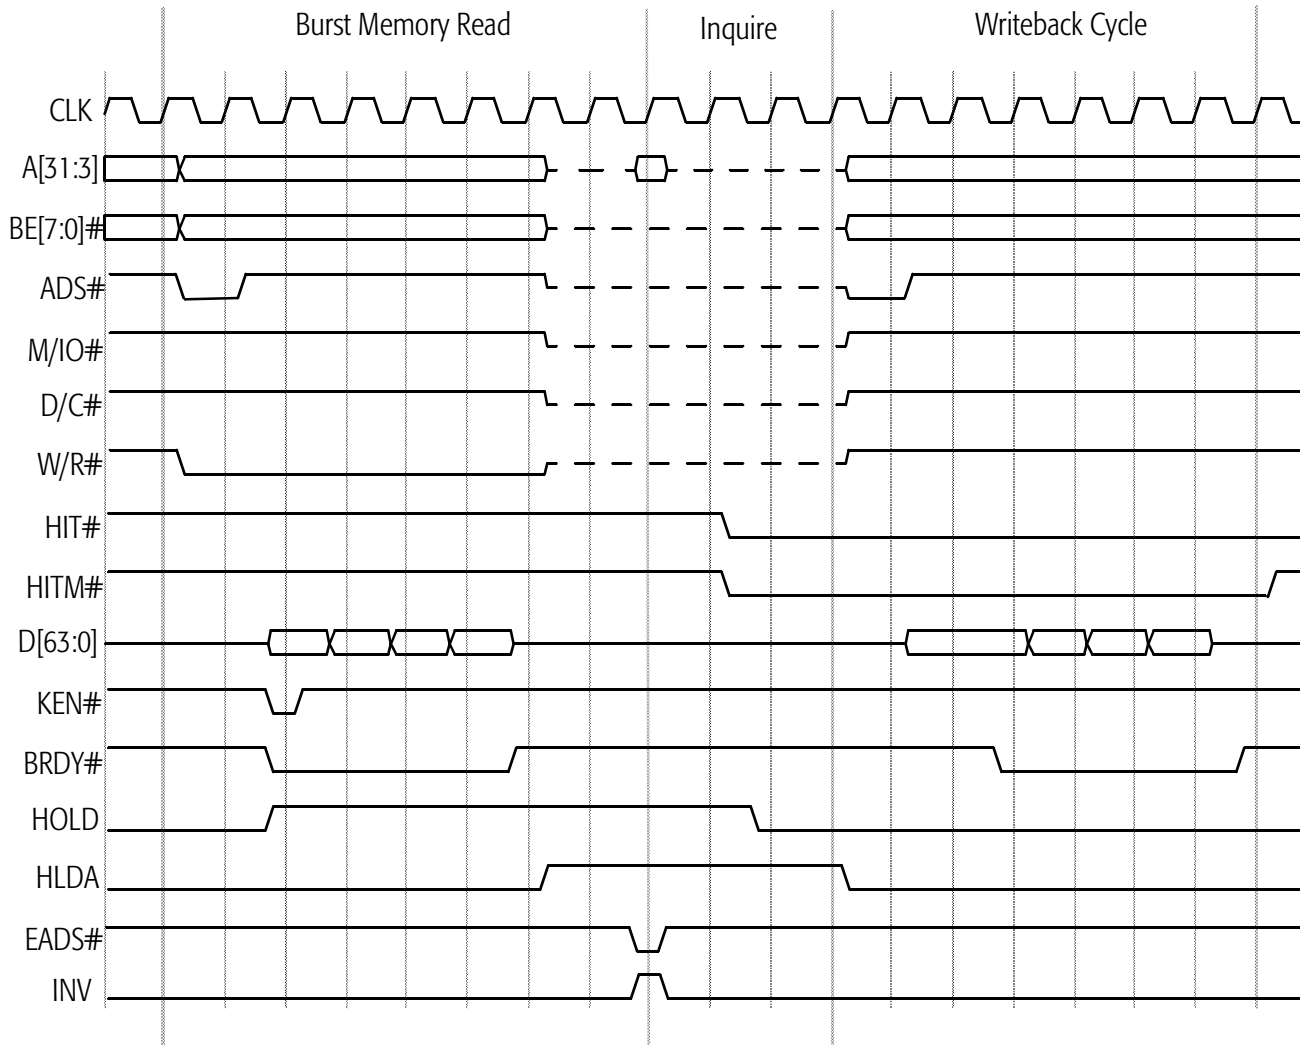 Burst Memory Read
Inquire
Writeback Cycle
CLK
A[31:3]
BE[7:0]#
ADS#
M/IO#
D/C#
W/R#
HIT#
HITM#
D[63:0]
KEN#
BRDY#
HOLD
HLDA
EADS#
INV